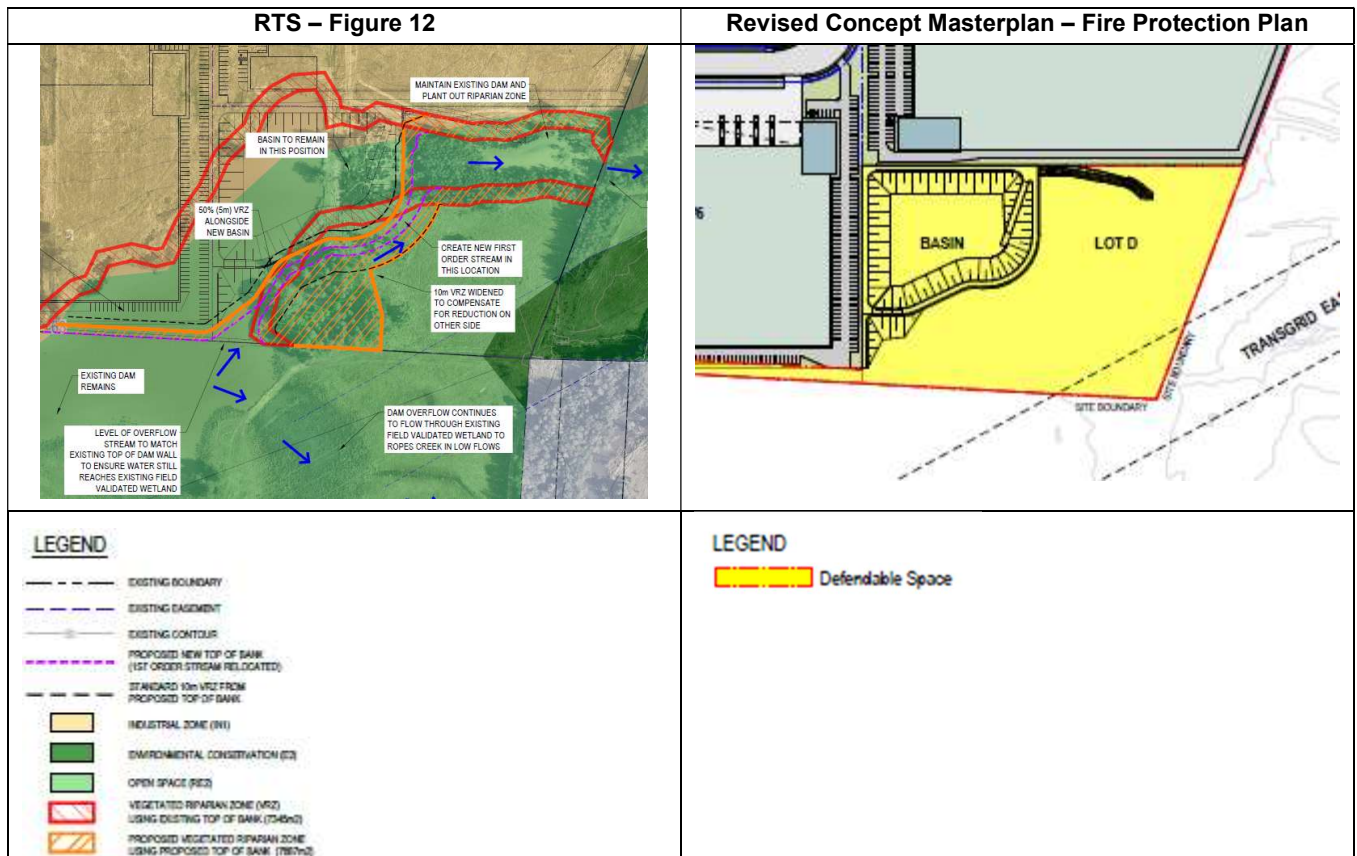 RTS – Figure 12
Revised Concept Masterplan – Fire Protection Plan
MAINTAIN EXISTING DAM AND
PLANT OUT RIPARIAN ZONE
BASIN TO REMAIN
IN THIS POSITION
50% (5m) VRZ
ALONGSIDE
NEW BASIN
CREATE NEW FIRST
ORDER STREAM IN
THIS LOCATION
10m VRZ WIDENED
TO COMPENSATE
FOR REDUCTION ON
OTHER SIDE
EXISTING DAM
REMAINS
DAM OVERFLOW CONTINUES
TO FLOW THROUGH EXISTING
FIELD VALIDATED WETLAND TO
ROPES CREEK IN LOW FLOWS
LEVEL OF OVERFLOW
STREAM TO MATCH
EXISTING TOP OF DAM WALL
TO ENSURE WATER STILL
REACHES EXISTING FIELD
VALIDATED WETLAND
BASIN
LOT D
TRANSGRID EA
SITE BOUNDARY
SITE BOUNDARY
LEGEND
EXISTING BOUNDARY
EXISTING EASEMENT
EXISTING CONTOUR
PROPOSED NEW TOP OF BANK
(1ST ORDER STREAM RELOCATED)
STANDARD 10m VRZ FROM
PROPOSED TOP OF BANK
INDUSTRIAL ZONE (IN1)
ENVIRONMENTAL CONSERVATION (E2)
OPEN SPACE (RE2)
VEGETATED RIPARIAN ZONE (VRZ)
USING EXISTING TOP OF BANK
PROPOSED VEGETATED RIPARIAN ZONE
USING PROPOSED TOP OF BANK
LEGEND
Defendable Space